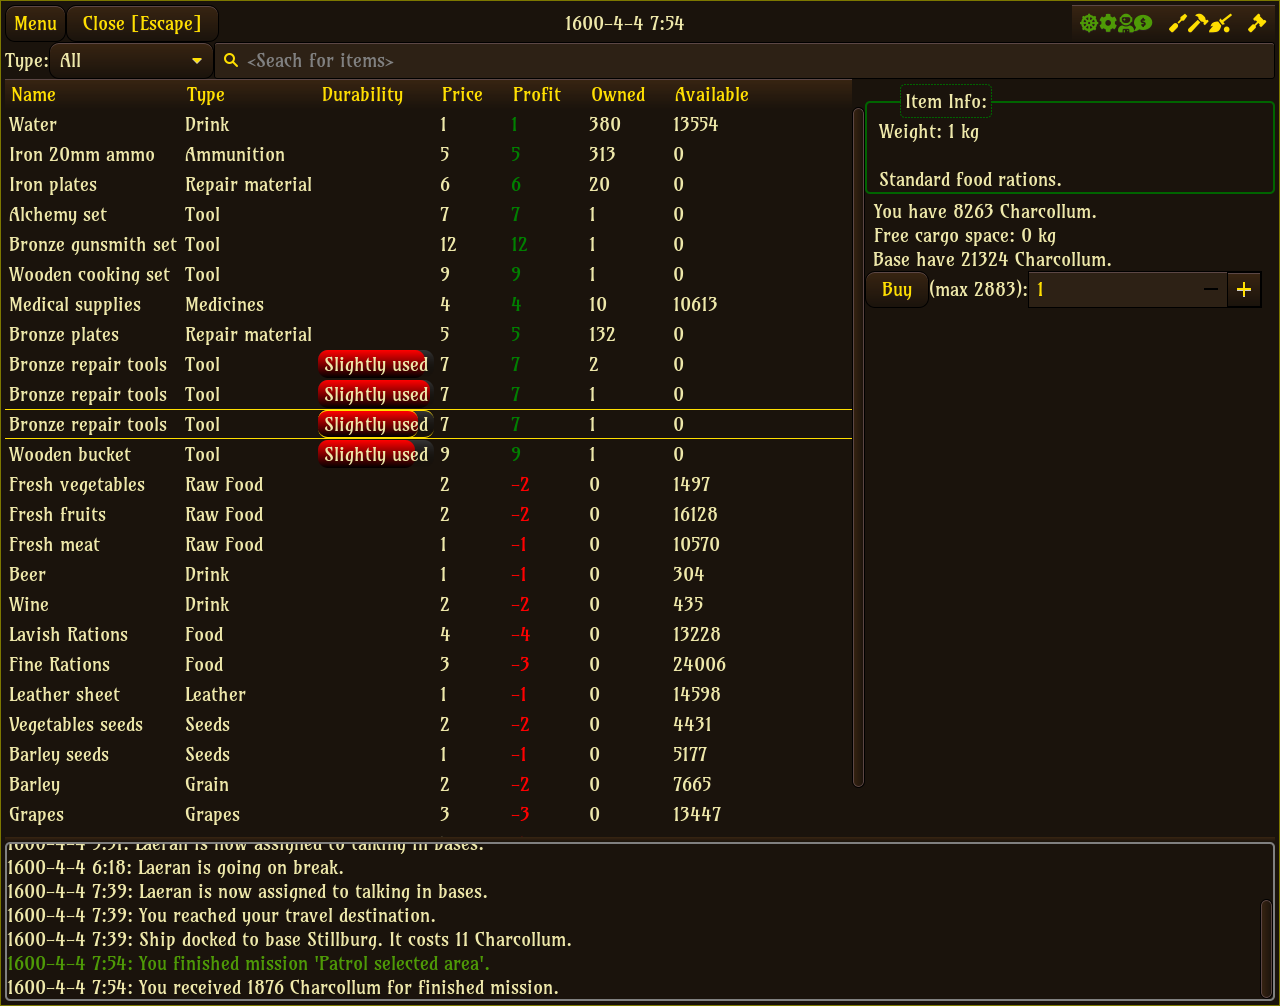 Menu Close [Escape] 1600-4-4 7:54
Type: All <Seach for items>
Name Type Durability Price Profit Owned Available
Water Drink 1 1 380 13554
Iron 20mm ammo Ammunition 5 5 313 0
Iron plates Repair material 6 6 20 0
Alchemy set Tool 7 7 1 0
Bronze gunsmith set Tool 12 12 1 0
Wooden cooking set Tool 9 9 1 0
Medical supplies Medicines 4 4 10 10613
Bronze plates Repair material 5 5 132 0
Bronze repair tools Tool Slightly used 7 7 2 0
Bronze repair tools Tool Slightly used 7 7 1 0
Bronze repair tools Tool Slightly used 7 7 1 0
Wooden bucket Tool Slightly used 9 9 1 0
Fresh vegetables Raw Food 2 -2 0 1497
Fresh fruits Raw Food 2 -2 0 16128
Fresh meat Raw Food 1 -1 0 10570
Beer Drink 1 -1 0 304
Wine Drink 2 -2 0 435
Lavish Rations Food 4 -4 0 13228
Fine Rations Food 3 -3 0 24006
Leather sheet Leather 1 -1 0 14598
Vegetables seeds Seeds 2 -2 0 4431
Barley seeds Seeds 1 -1 0 5177
Barley Grain 2 -2 0 7665
Grapes Grapes 3 -3 0 13447
Item Info:
Weight: 1 kg
Standard food rations.
You have 8263 Charcollum.
Free cargo space: 0 kg
Base have 21324 Charcollum.
Buy (max 2883): 1 − +
Laeran is now assigned to talking in bases.
1600-4-4 6:18: Laeran is going on break.
1600-4-4 7:39: Laeran is now assigned to talking in bases.
1600-4-4 7:39: You reached your travel destination.
1600-4-4 7:39: Ship docked to base Stillburg. It costs 11 Charcollum.
1600-4-4 7:54: You finished mission 'Patrol selected area'.
1600-4-4 7:54: You received 1876 Charcollum for finished mission.